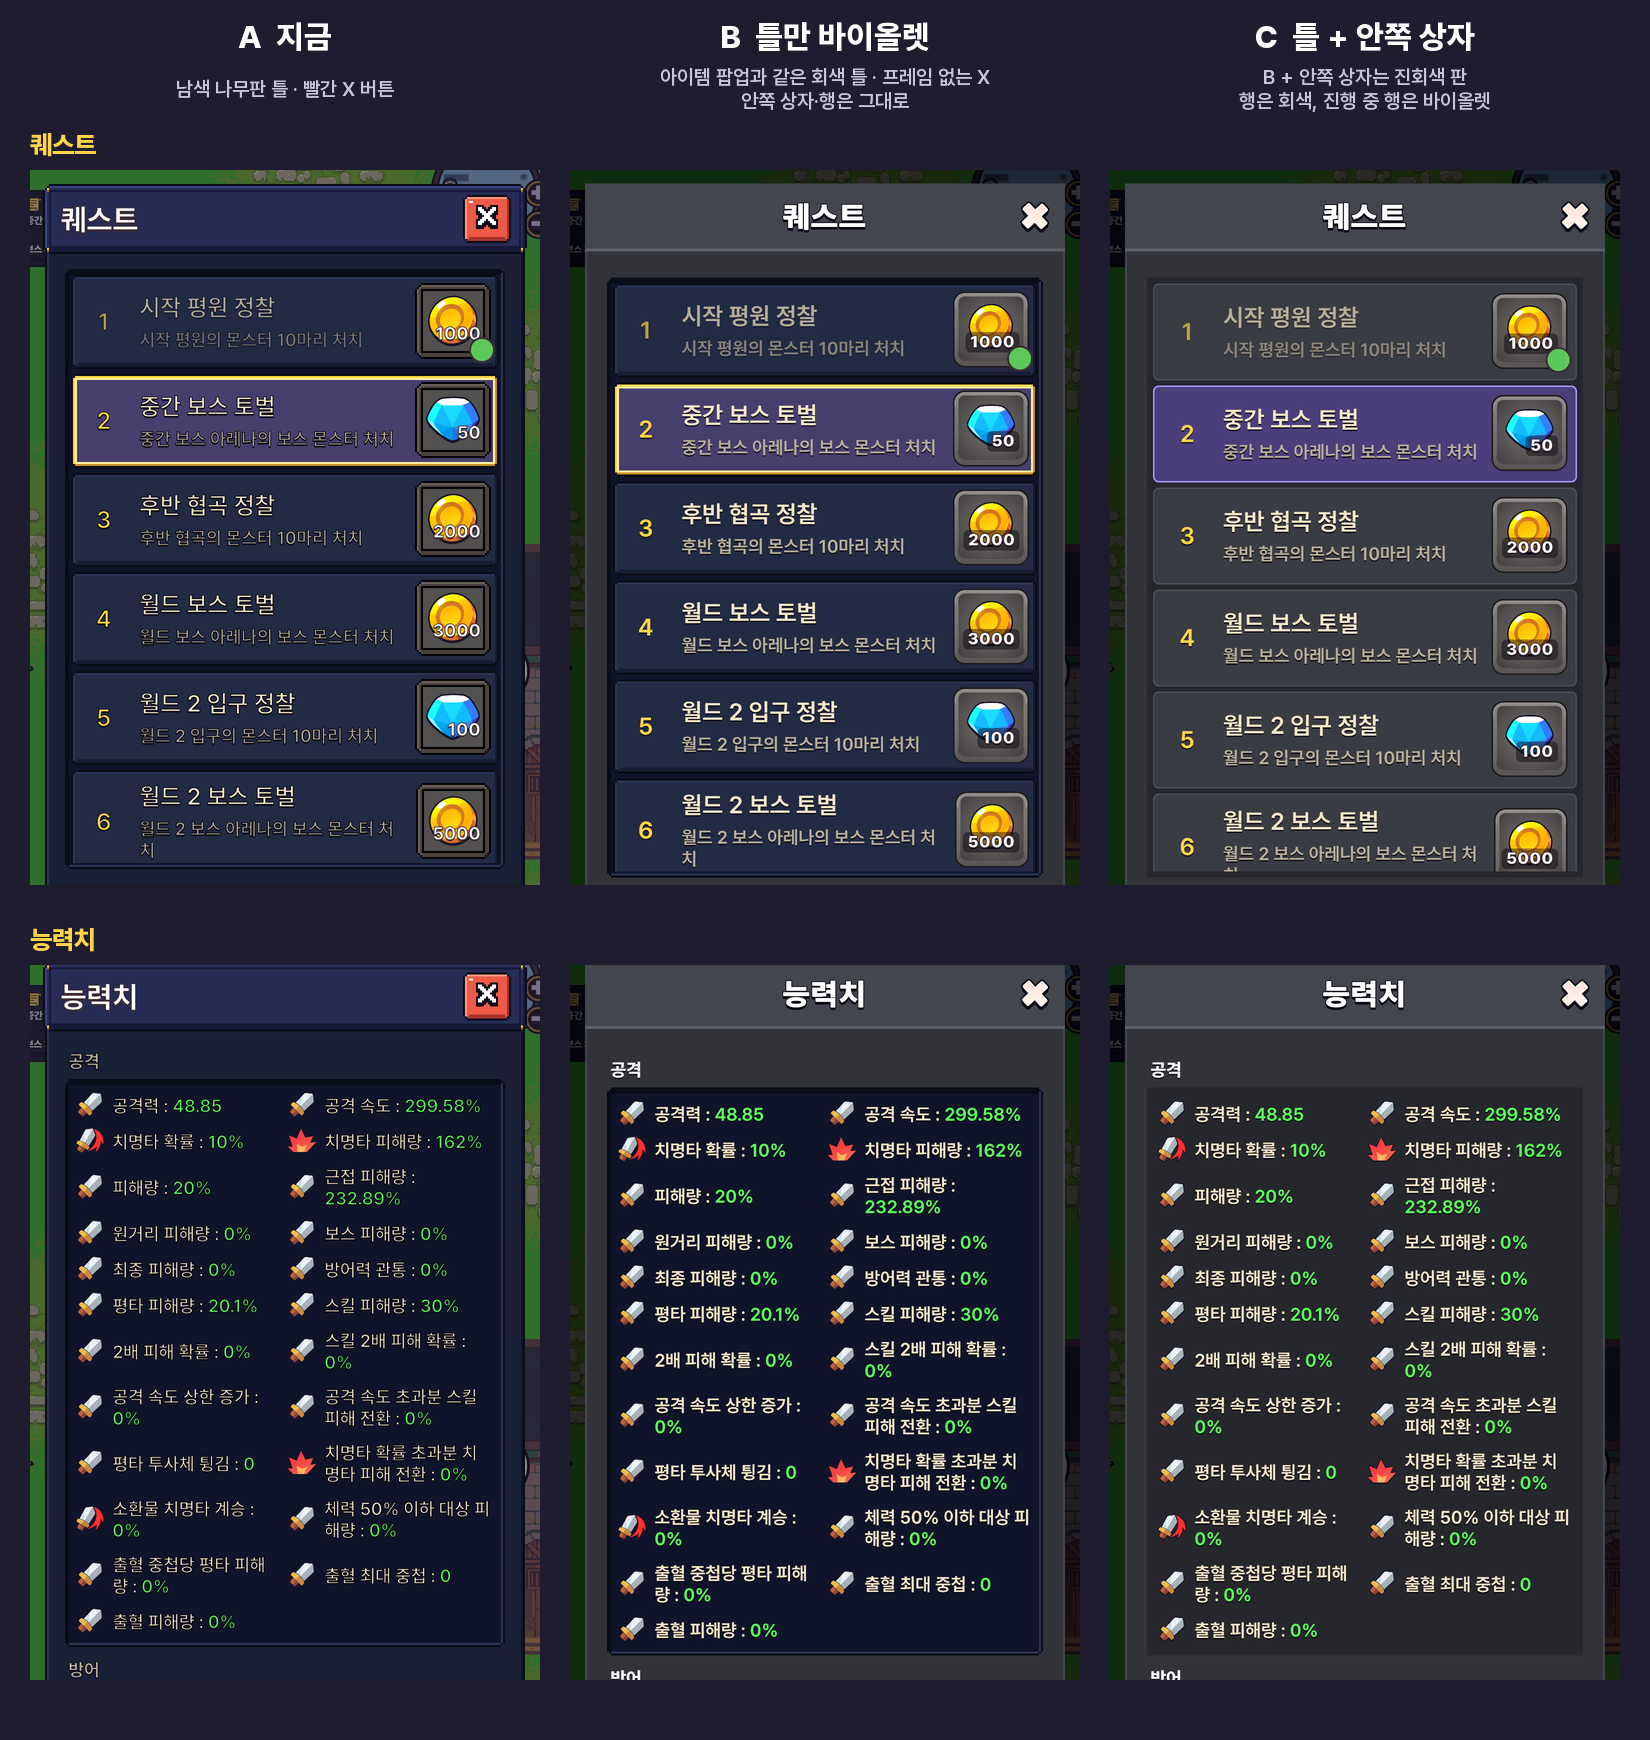 A 지금
남색 나무판 틀 · 빨간 X 버튼
B 틀만 바이올렛
아이템 팝업과 같은 회색 틀 · 프레임 없는 X
안쪽 상자·행은 그대로
C 틀 + 안쪽 상자
B + 안쪽 상자는 진회색 판
행은 회색, 진행 중 행은 바이올렛
퀘스트
퀘스트
1
시작 평원 정찰
시작 평원의 몬스터 10마리 처치
1000
2
중간 보스 토벌
중간 보스 아레나의 보스 몬스터 처치
50
3
후반 협곡 정찰
후반 협곡의 몬스터 10마리 처치
2000
4
월드 보스 토벌
월드 보스 아레나의 보스 몬스터 처치
3000
5
월드 2 입구 정찰
월드 2 입구의 몬스터 10마리 처치
100
6
월드 2 보스 토벌
월드 2 보스 아레나의 보스 몬스터 처
치
5000
퀘스트
1
시작 평원 정찰
시작 평원의 몬스터 10마리 처치
1000
2
중간 보스 토벌
중간 보스 아레나의 보스 몬스터 처치
50
3
후반 협곡 정찰
후반 협곡의 몬스터 10마리 처치
2000
4
월드 보스 토벌
월드 보스 아레나의 보스 몬스터 처치
3000
5
월드 2 입구 정찰
월드 2 입구의 몬스터 10마리 처치
100
6
월드 2 보스 토벌
월드 2 보스 아레나의 보스 몬스터 처
치
5000
퀘스트
1
시작 평원 정찰
시작 평원의 몬스터 10마리 처치
1000
2
중간 보스 토벌
중간 보스 아레나의 보스 몬스터 처치
50
3
후반 협곡 정찰
후반 협곡의 몬스터 10마리 처치
2000
4
월드 보스 토벌
월드 보스 아레나의 보스 몬스터 처치
3000
5
월드 2 입구 정찰
월드 2 입구의 몬스터 10마리 처치
100
6
월드 2 보스 토벌
월드 2 보스 아레나의 보스 몬스터 처
5000
능력치
능력치
공격
공격력 : 48.85
공격 속도 : 299.58%
치명타 확률 : 10%
치명타 피해량 : 162%
피해량 : 20%
근접 피해량 :
232.89%
원거리 피해량 : 0%
보스 피해량 : 0%
최종 피해량 : 0%
방어력 관통 : 0%
평타 피해량 : 20.1%
스킬 피해량 : 30%
2배 피해 확률 : 0%
스킬 2배 피해 확률 :
0%
공격 속도 상한 증가 :
0%
공격 속도 초과분 스킬
피해 전환 : 0%
평타 투사체 튕김 : 0
치명타 확률 초과분 치
명타 피해 전환 : 0%
소환물 치명타 계승 :
0%
체력 50% 이하 대상 피
해량 : 0%
출혈 중첩당 평타 피해
량 : 0%
출혈 최대 중첩 : 0
출혈 피해량 : 0%
방어
능력치
공격
공격력 : 48.85
공격 속도 : 299.58%
치명타 확률 : 10%
치명타 피해량 : 162%
피해량 : 20%
근접 피해량 :
232.89%
원거리 피해량 : 0%
보스 피해량 : 0%
최종 피해량 : 0%
방어력 관통 : 0%
평타 피해량 : 20.1%
스킬 피해량 : 30%
2배 피해 확률 : 0%
스킬 2배 피해 확률 :
0%
공격 속도 상한 증가 :
0%
공격 속도 초과분 스킬
피해 전환 : 0%
평타 투사체 튕김 : 0
치명타 확률 초과분 치
명타 피해 전환 : 0%
소환물 치명타 계승 :
0%
체력 50% 이하 대상 피
해량 : 0%
출혈 중첩당 평타 피해
량 : 0%
출혈 최대 중첩 : 0
출혈 피해량 : 0%
방어
능력치
공격
공격력 : 48.85
공격 속도 : 299.58%
치명타 확률 : 10%
치명타 피해량 : 162%
피해량 : 20%
근접 피해량 :
232.89%
원거리 피해량 : 0%
보스 피해량 : 0%
최종 피해량 : 0%
방어력 관통 : 0%
평타 피해량 : 20.1%
스킬 피해량 : 30%
2배 피해 확률 : 0%
스킬 2배 피해 확률 :
0%
공격 속도 상한 증가 :
0%
공격 속도 초과분 스킬
피해 전환 : 0%
평타 투사체 튕김 : 0
치명타 확률 초과분 치
명타 피해 전환 : 0%
소환물 치명타 계승 :
0%
체력 50% 이하 대상 피
해량 : 0%
출혈 중첩당 평타 피해
량 : 0%
출혈 최대 중첩 : 0
출혈 피해량 : 0%
방어